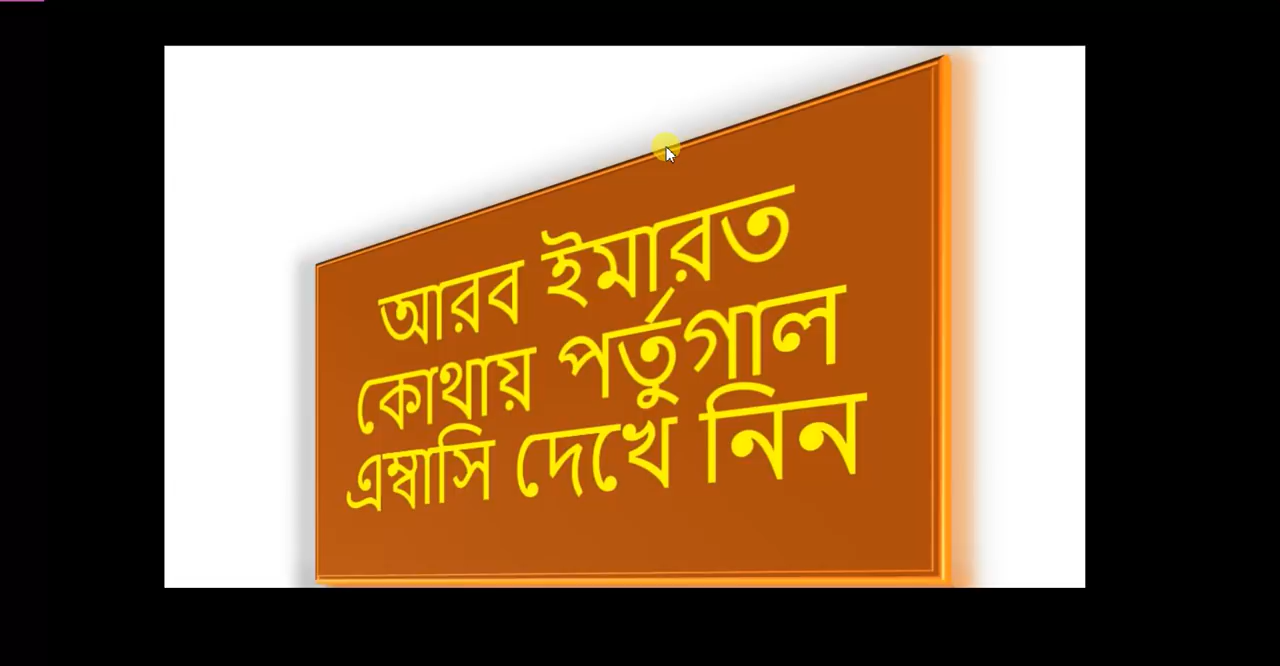 আরব ইমারত
কোথায় পর্তুগাল
এম্বাসি দেখে নিন